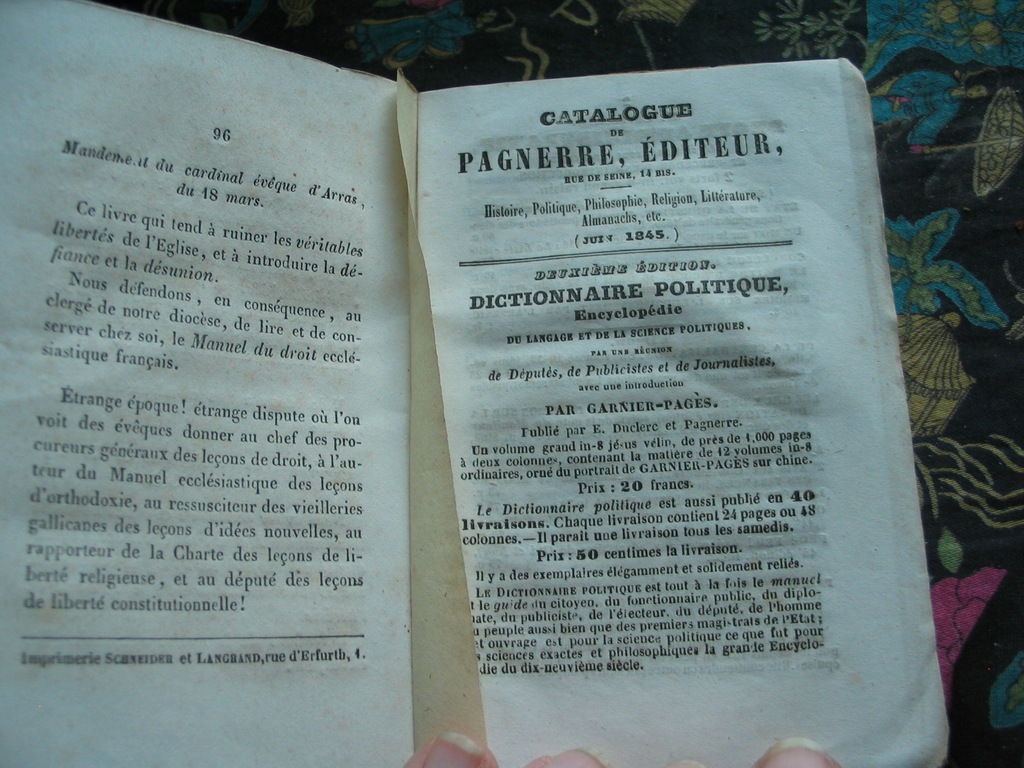 96
Mandement du cardinal évêque d'Arras,
du 18 mars.
Ce livre qui tend à ruiner les véritables
libertés de l'Eglise, et à introduire la dé-
fiance et la désunion.
Nous défendons, en conséquence, au
clergé de notre diocèse, de lire et de con-
server chez soi, le Manuel du droit ecclé-
siastique français.
Étrange époque! étrange dispute où l'on
voit des évêques donner au chef des pro-
cureurs généraux des leçons de droit, à l'au-
teur du Manuel ecclésiastique des leçons
d'orthodoxie, au ressusciteur des vieilleries
gallicanes des leçons d'idées nouvelles, au
rapporteur de la Charte des leçons de li-
berté religieuse, et au député des leçons
de liberté constitutionnelle!
Imprimerie SCHNEIDER et LANGRAND, rue d'Erfurth, 1.
CATALOGUE
DE
PAGNERRE, ÉDITEUR,
RUE DE SEINE, 14 BIS.
Histoire, Politique, Philosophie, Religion, Littérature,
Almanachs, etc.
(JUIN 1845.)
DEUXIÈME ÉDITION.
DICTIONNAIRE POLITIQUE,
Encyclopédie
DU LANGAGE ET DE LA SCIENCE POLITIQUES,
PAR UNE RÉUNION
de Députés, de Publicistes et de Journalistes,
avec une introduction
PAR GARNIER-PAGÈS.
Publié par E. Duclerc et Pagnerre.
Un volume grand in-8 jésus vélin, de près de 1,000 pages
à deux colonnes, contenant la matière de 12 volumes in-8
ordinaires, orné du portrait de GARNIER-PAGÈS sur chine.
Prix : 20 francs.
Le Dictionnaire politique est aussi publié en 40
livraisons. Chaque livraison contient 24 pages ou 48
colonnes.—Il paraît une livraison tous les samedis.
Prix : 50 centimes la livraison.
Il y a des exemplaires élégamment et solidement reliés.
LE DICTIONNAIRE POLITIQUE est tout à la fois le manuel
t le guide du citoyen, du fonctionnaire public, du diplo-
ate, du publiciste, de l'électeur, du député, de l'homme
u peuple aussi bien que des premiers magistrats de l'Etat;
t ouvrage est pour la science politique ce que fut pour
s sciences exactes et philosophiques la grande Encyclo-
die du dix-neuvième siècle.